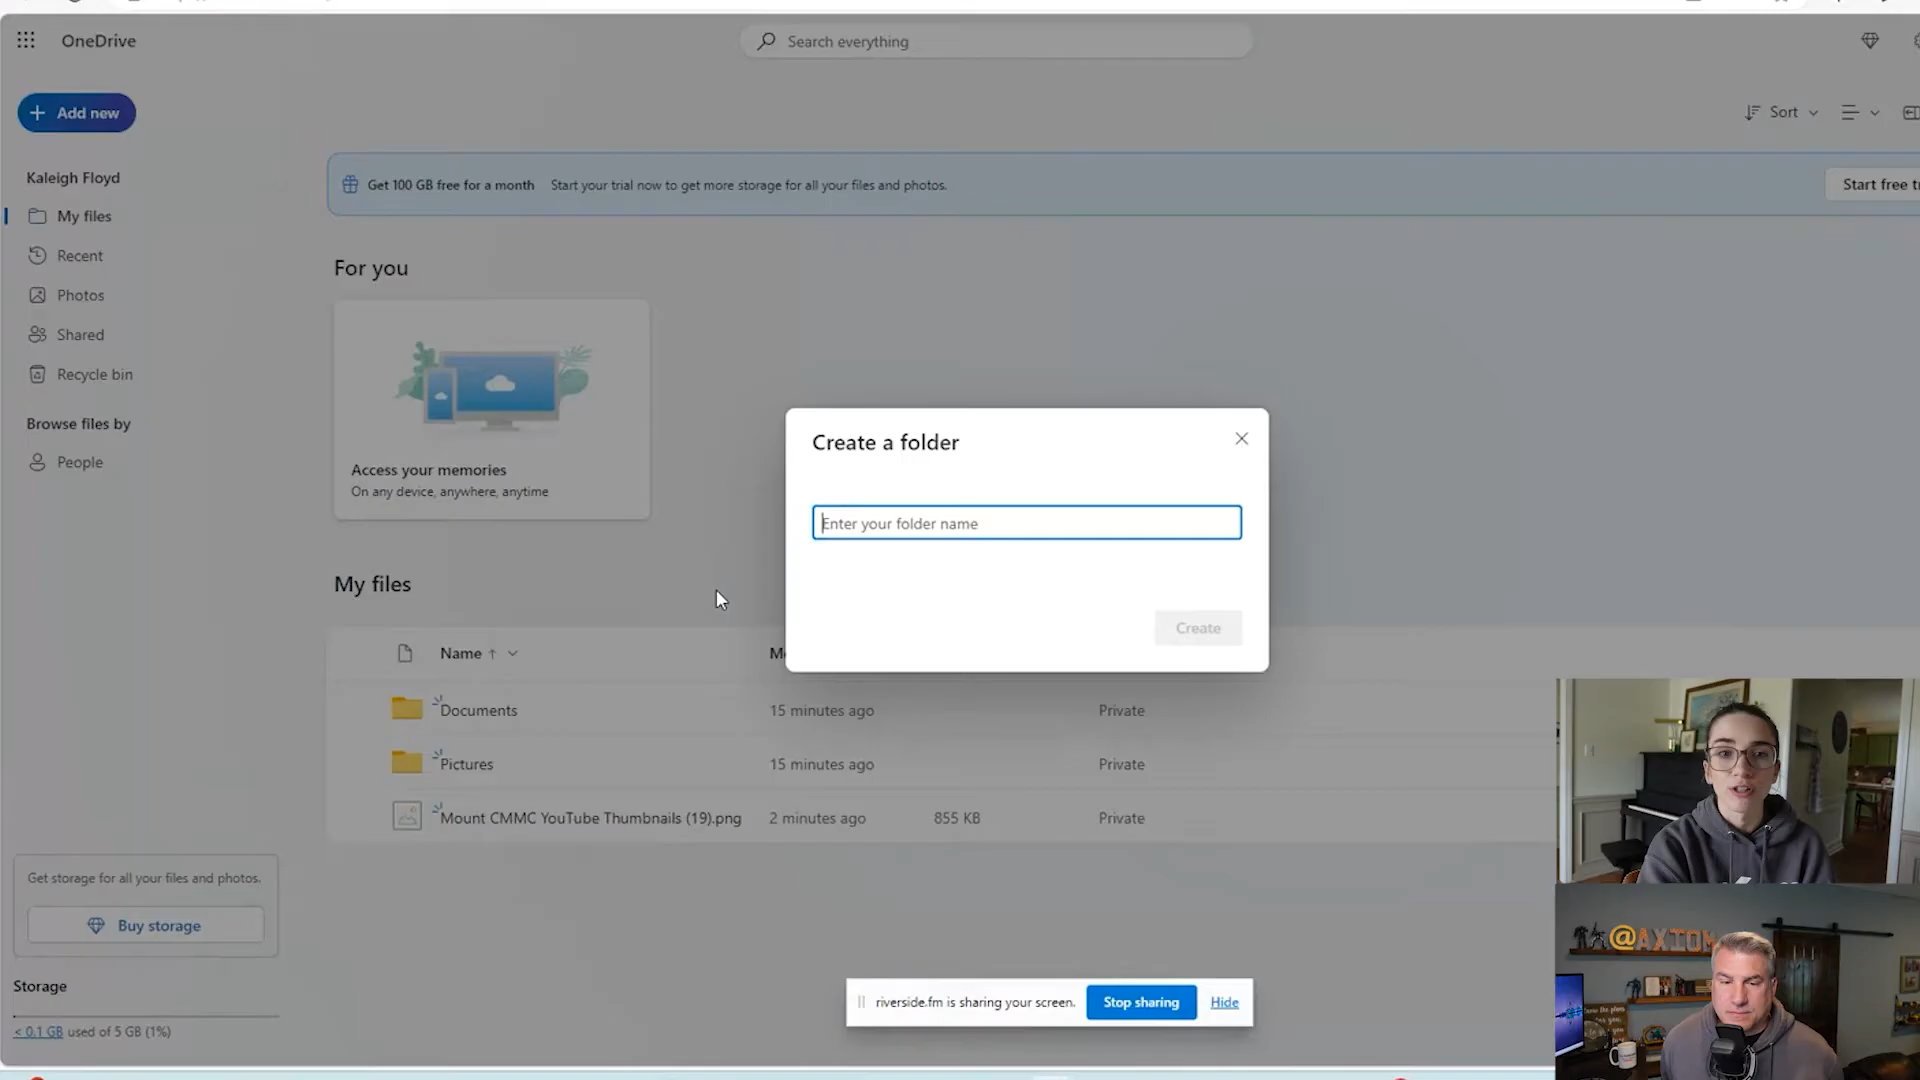 OneDrive
Search everything
Add new
Sort
Kaleigh Floyd
My files
Recent
Photos
Shared
Recycle bin
Browse files by
People
Get 100 GB free for a month Start your trial now to get more storage for all your files and photos.
Start free tr
For you
Access your memories
On any device, anywhere, anytime
Create a folder
Enter your folder name
Create
My files
Name
Documents 15 minutes ago Private
Pictures 15 minutes ago Private
Mount CMMC YouTube Thumbnails (19).png 2 minutes ago 855 KB Private
Get storage for all your files and photos.
Buy storage
Storage
< 0.1 GB used of 5 GB (1%)
riverside.fm is sharing your screen. Stop sharing Hide
@AXIOM